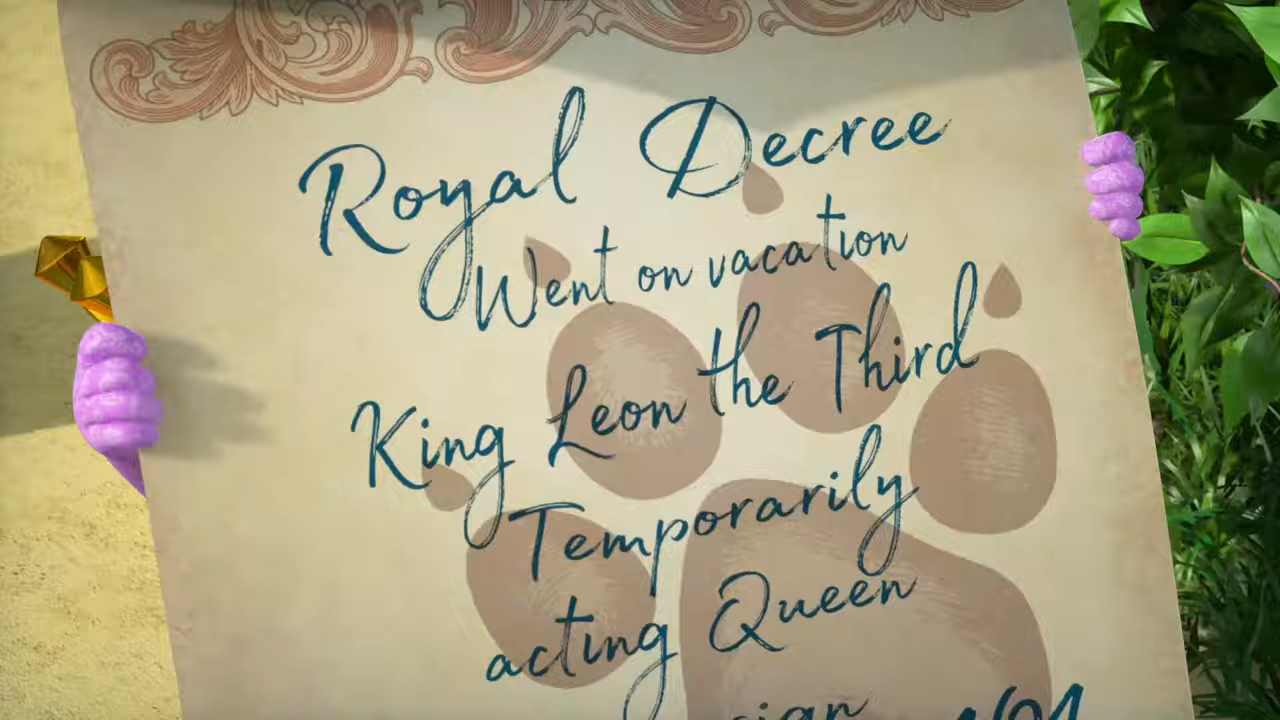 Royal Decree
Went on vacation
King Leon the Third
Temporarily
acting Queen